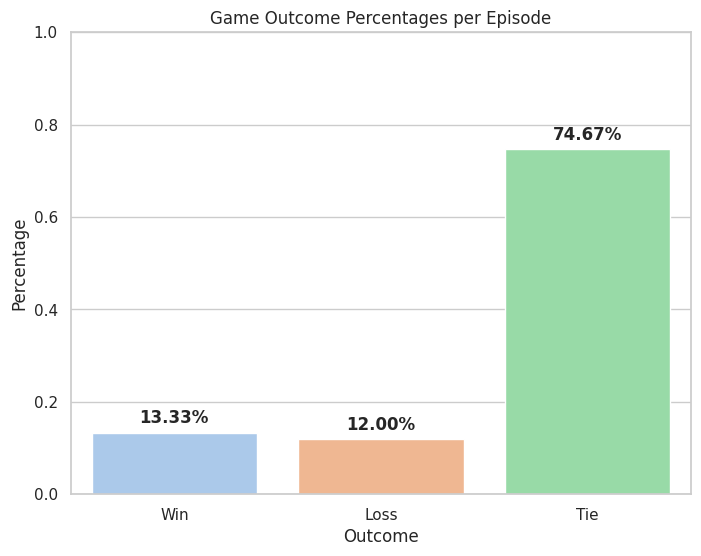 Game Outcome Percentages per Episode
1.0
0.8
0.6
0.4
0.2
0.0
Percentage
13.33%
12.00%
74.67%
Win
Loss
Tie
Outcome